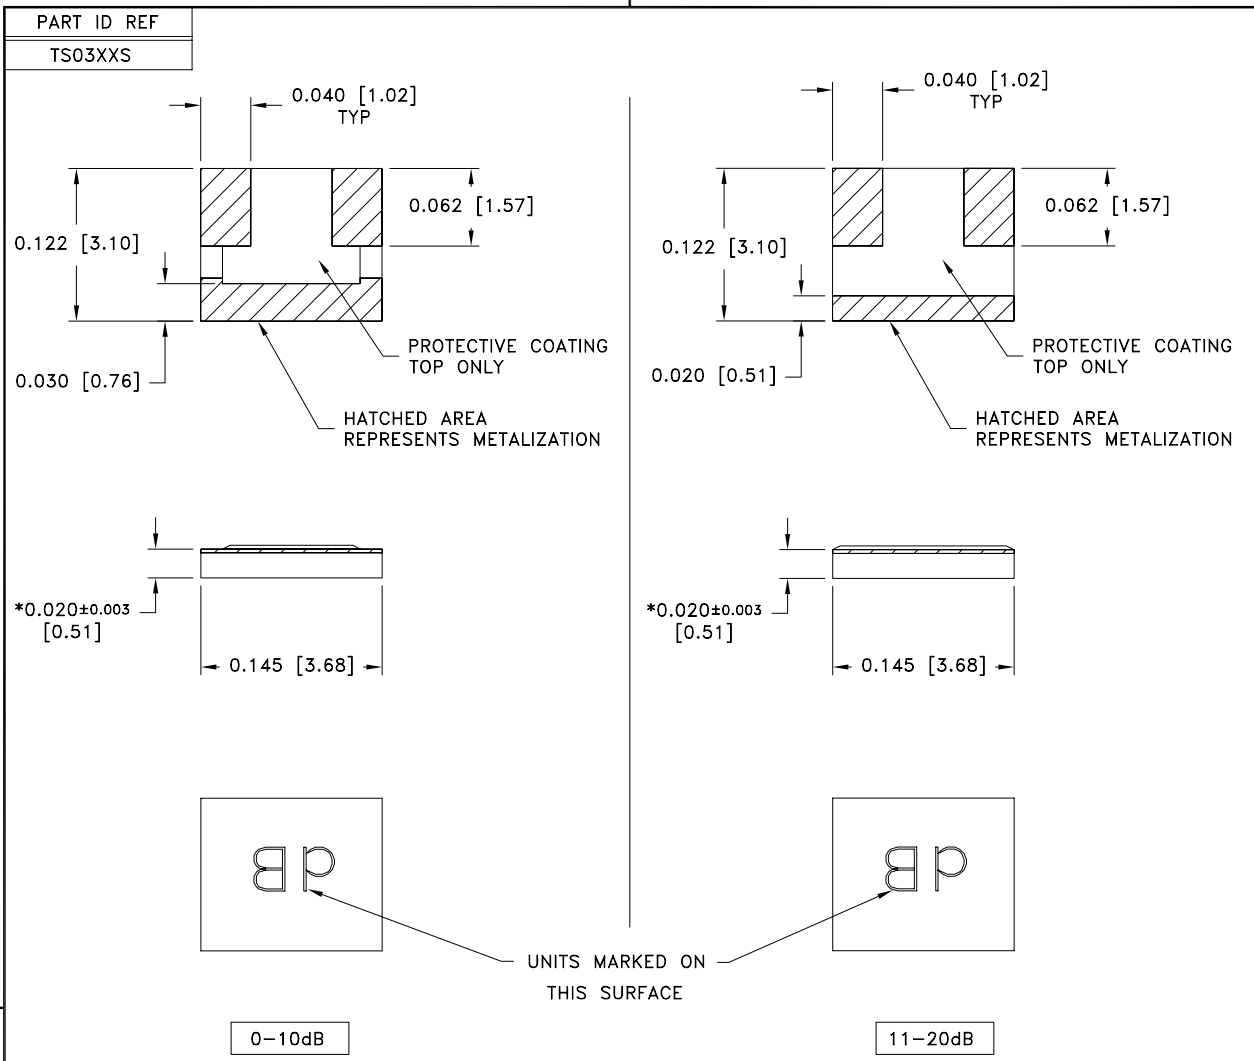 PART ID REF
TS03XXS
0.040 [1.02]
TYP
0.062 [1.57]
0.122 [3.10]
0.030 [0.76]
PROTECTIVE COATING
TOP ONLY
HATCHED AREA
REPRESENTS METALIZATION
*0.020±0.003
[0.51]
0.145 [3.68]
dB
0-10dB
0.040 [1.02]
TYP
0.062 [1.57]
0.122 [3.10]
0.020 [0.51]
PROTECTIVE COATING
TOP ONLY
HATCHED AREA
REPRESENTS METALIZATION
*0.020±0.003
[0.51]
0.145 [3.68]
dB
UNITS MARKED ON
THIS SURFACE
11-20dB